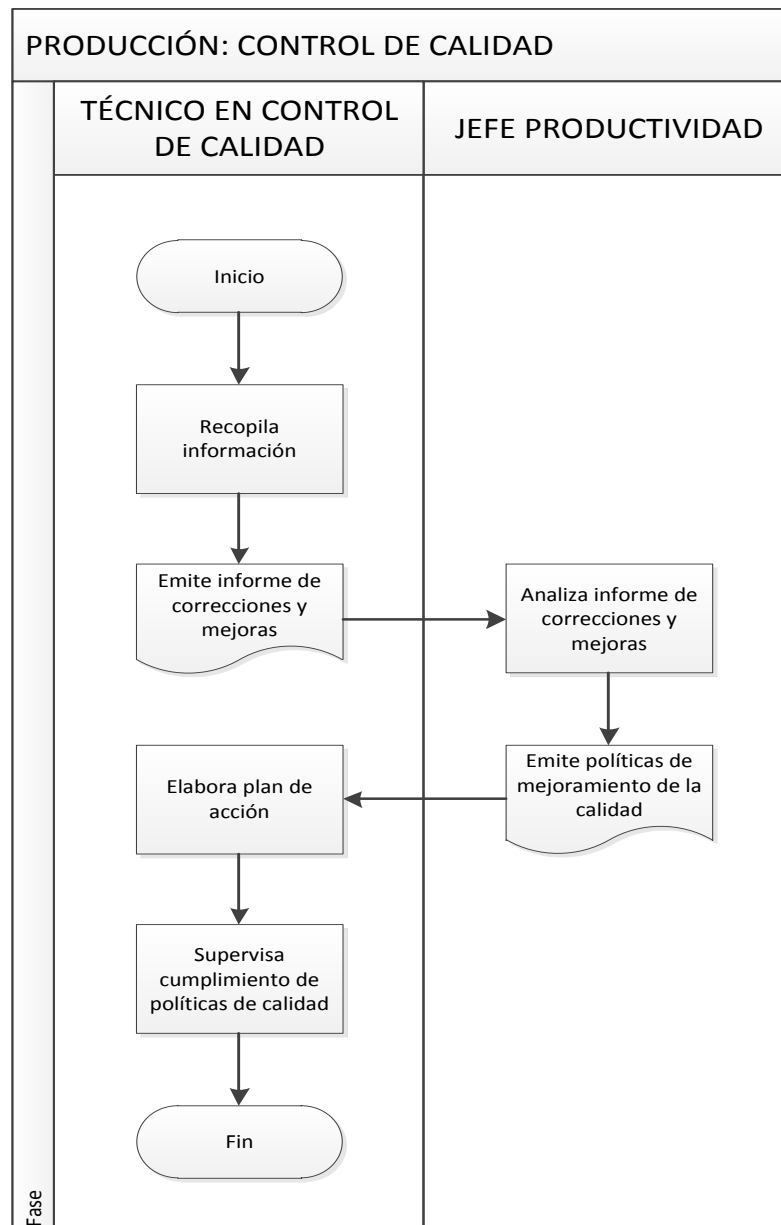 PRODUCCIÓN: CONTROL DE CALIDAD
TÉCNICO EN CONTROL
DE CALIDAD
JEFE PRODUCTIVIDAD
Inicio
Recopila
información
Emite informe de
correcciones y
mejoras
Analiza informe de
correcciones y
mejoras
Emite políticas de
mejoramiento de la
calidad
Elabora plan de
acción
Supervisa
cumplimiento de
políticas de calidad
Fin
Fase